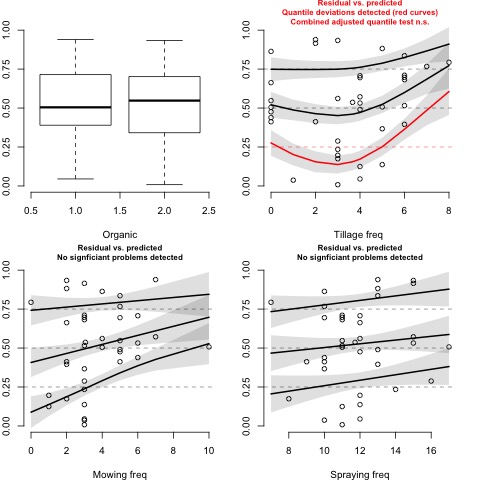 0.00 0.25 0.50 0.75 1.00
0.5 1.0 1.5 2.0 2.5
Organic
Residual vs. predicted
Quantile deviations detected (red curves)
Combined adjusted quantile test n.s.
0.00 0.25 0.50 0.75 1.00
0 2 4 6 8
Tillage freq
Residual vs. predicted
No signficiant problems detected
0.00 0.25 0.50 0.75 1.00
0 2 4 6 8 10
Mowing freq
Residual vs. predicted
No signficiant problems detected
0.00 0.25 0.50 0.75 1.00
8 10 12 14 16
Spraying freq